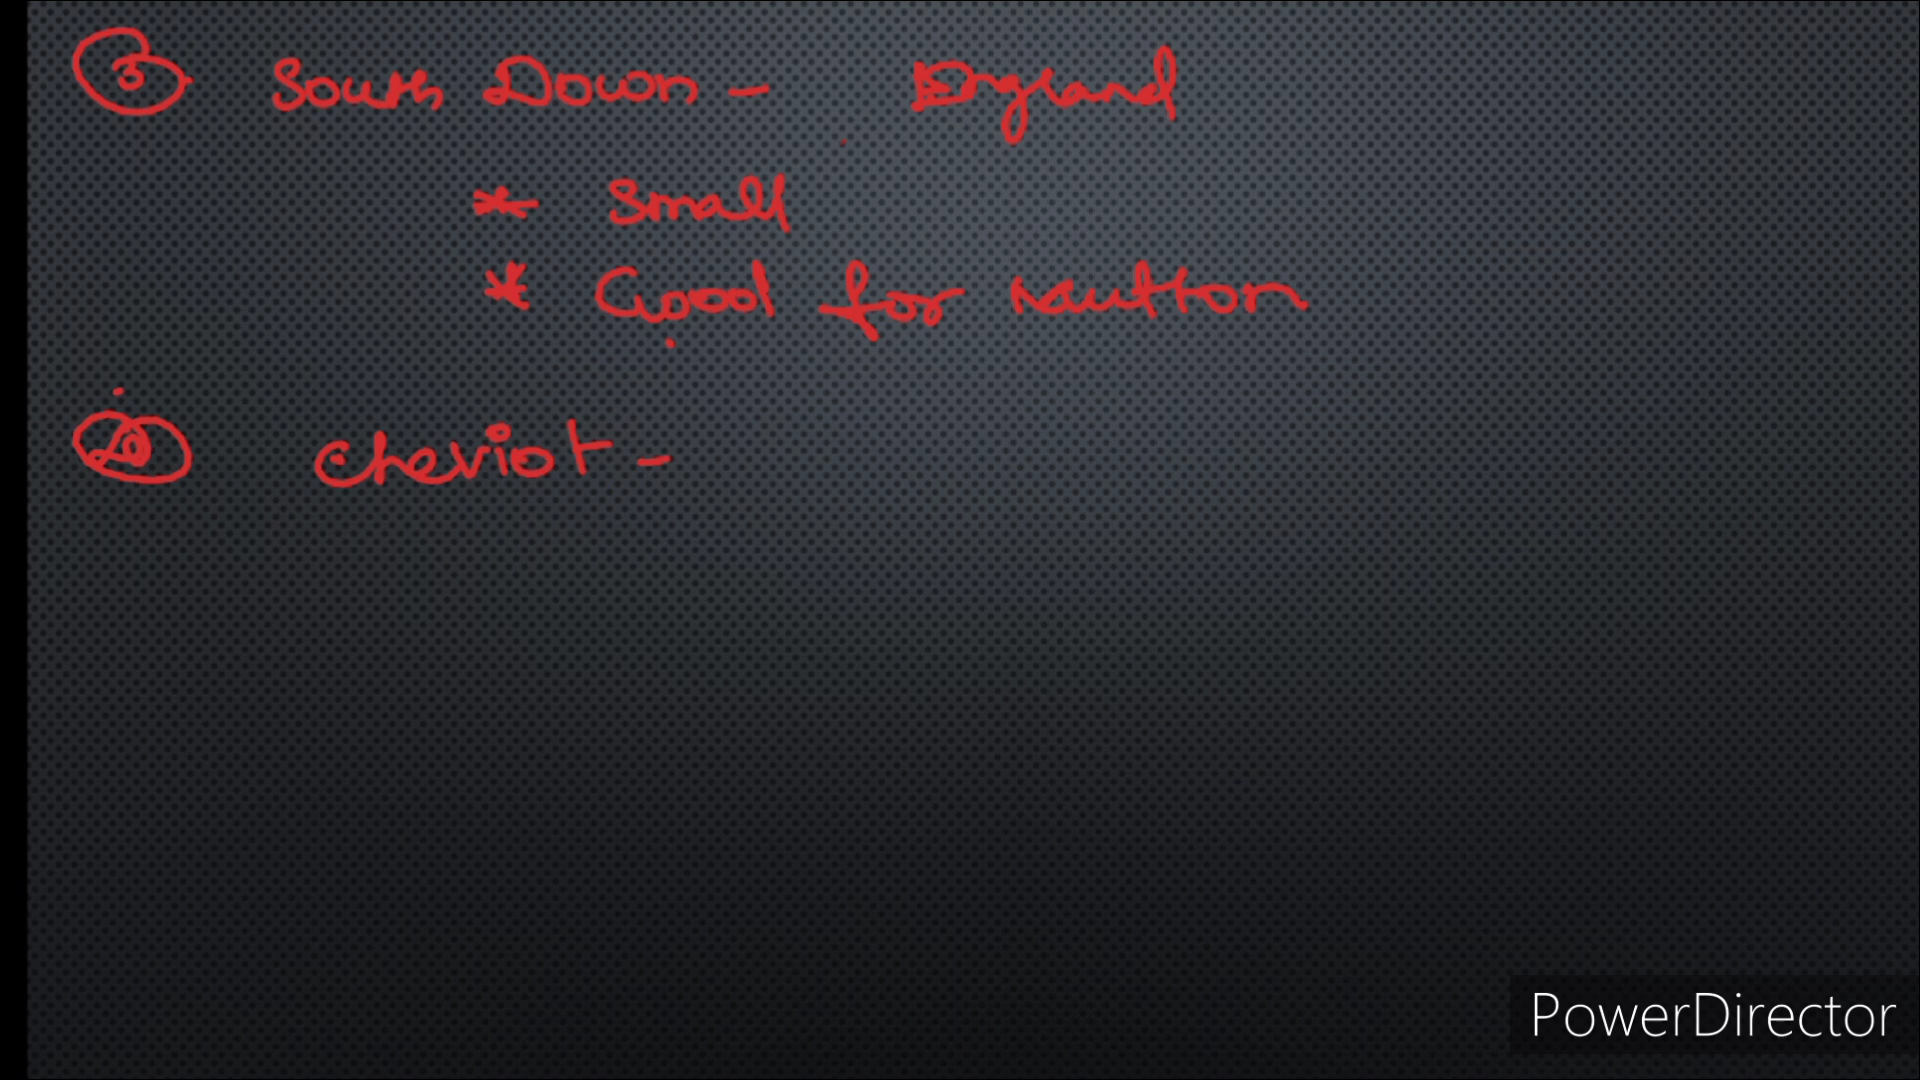 ③ South Down - England
* Small
* Good for Mutton
Cheviot -
PowerDirector